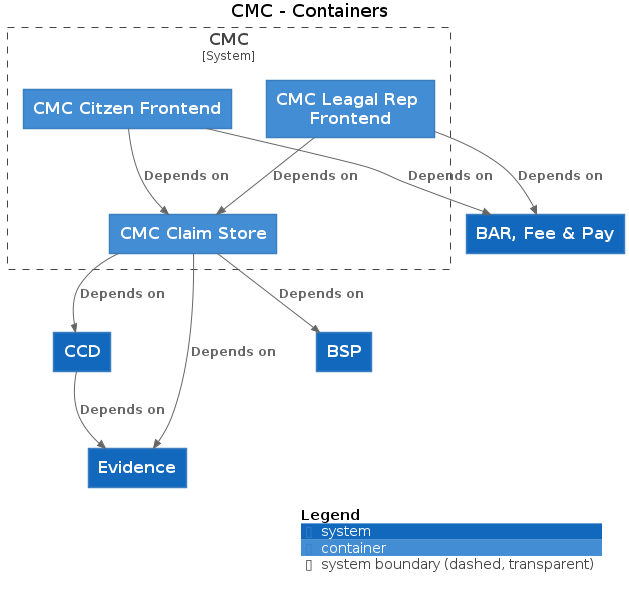 CMC - Containers
CMC
[System]
CMC Citzen Frontend
CMC Leagal Rep
Frontend
Depends on
Depends on
Depends on
Depends on
CMC Claim Store
BAR, Fee & Pay
Depends on
Depends on
CCD
Depends on
BSP
Depends on
Evidence
Legend
system
container
system boundary (dashed, transparent)